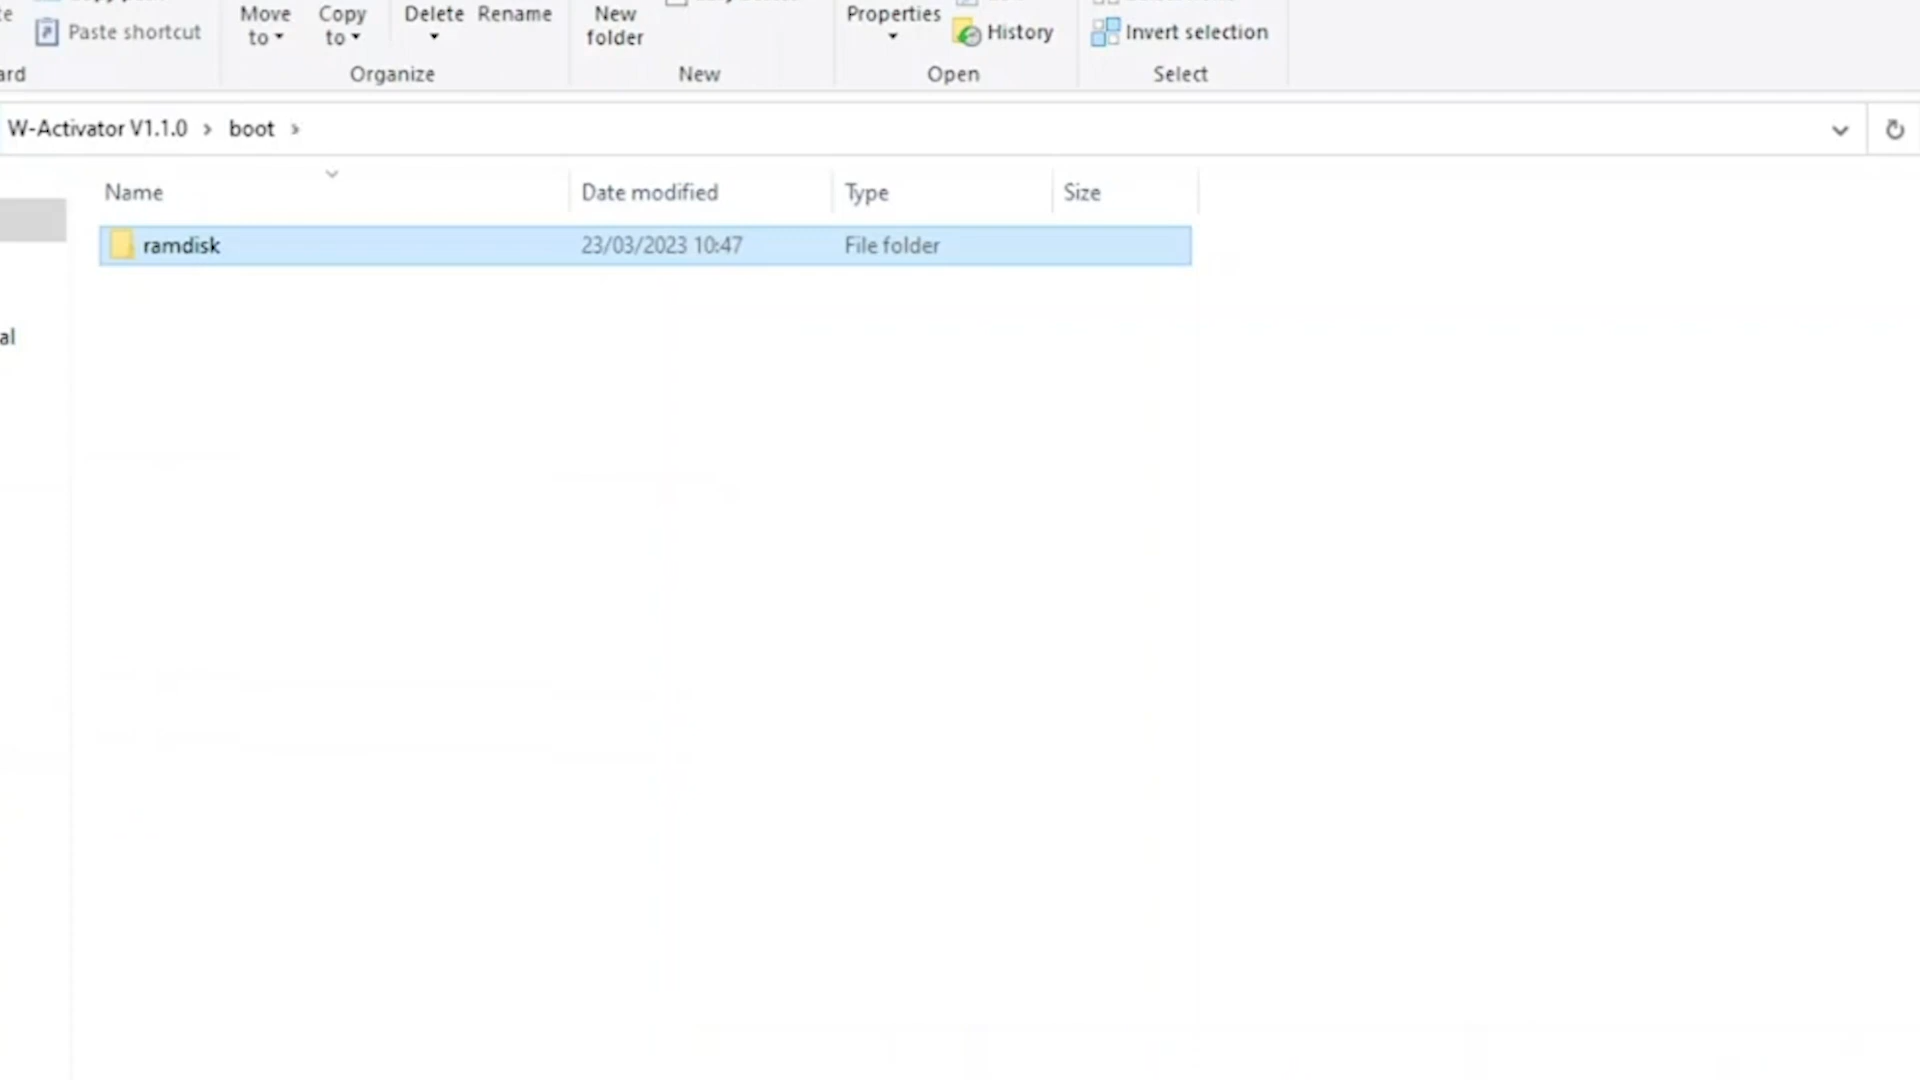 Move to
Copy to
Delete
Rename
New folder
Properties
Paste shortcut
History
Invert selection
Organize
New
Open
Select
W-Activator V1.1.0 > boot >
Name Date modified Type Size
ramdisk 23/03/2023 10:47 File folder
al